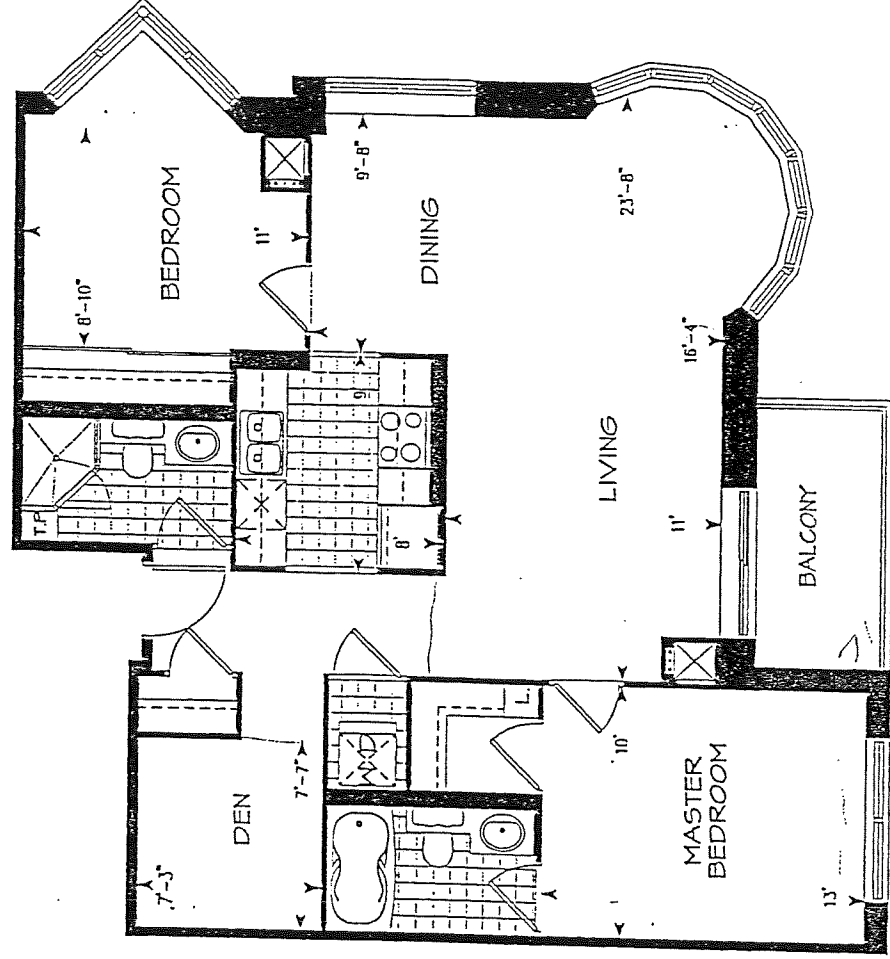 BEDROOM
8'-10"
11'
DINING
9'-8"
23'-8"
16'-4"
LIVING
11'
BALCONY
9'
8'
T.P.
DEN
7'-3"
7'-7"
W/D
L.
10'
MASTER
BEDROOM
13'